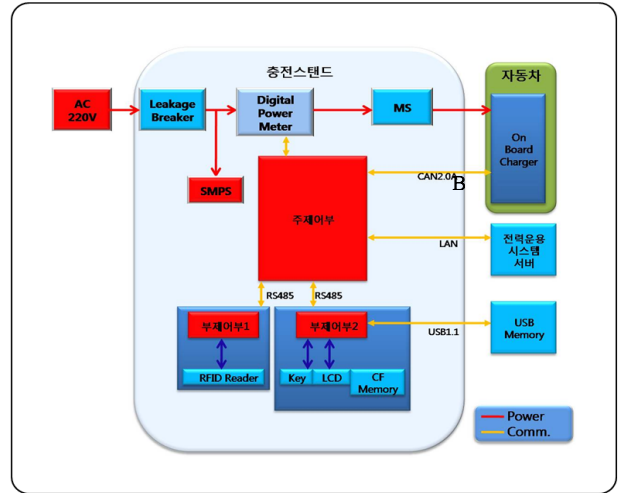 충전스탠드
자동차
AC
220V
Leakage
Breaker
Digital
Power
Meter
MS
On
Board
Charger
SMPS
CAN2.0A
B
주제어부
LAN
전력운용
시스템
서버
RS485
RS485
부제어부1
부제어부2
USB1.1
USB
Memory
RFID Reader
Key
LCD
CF
Memory
Power
Comm.